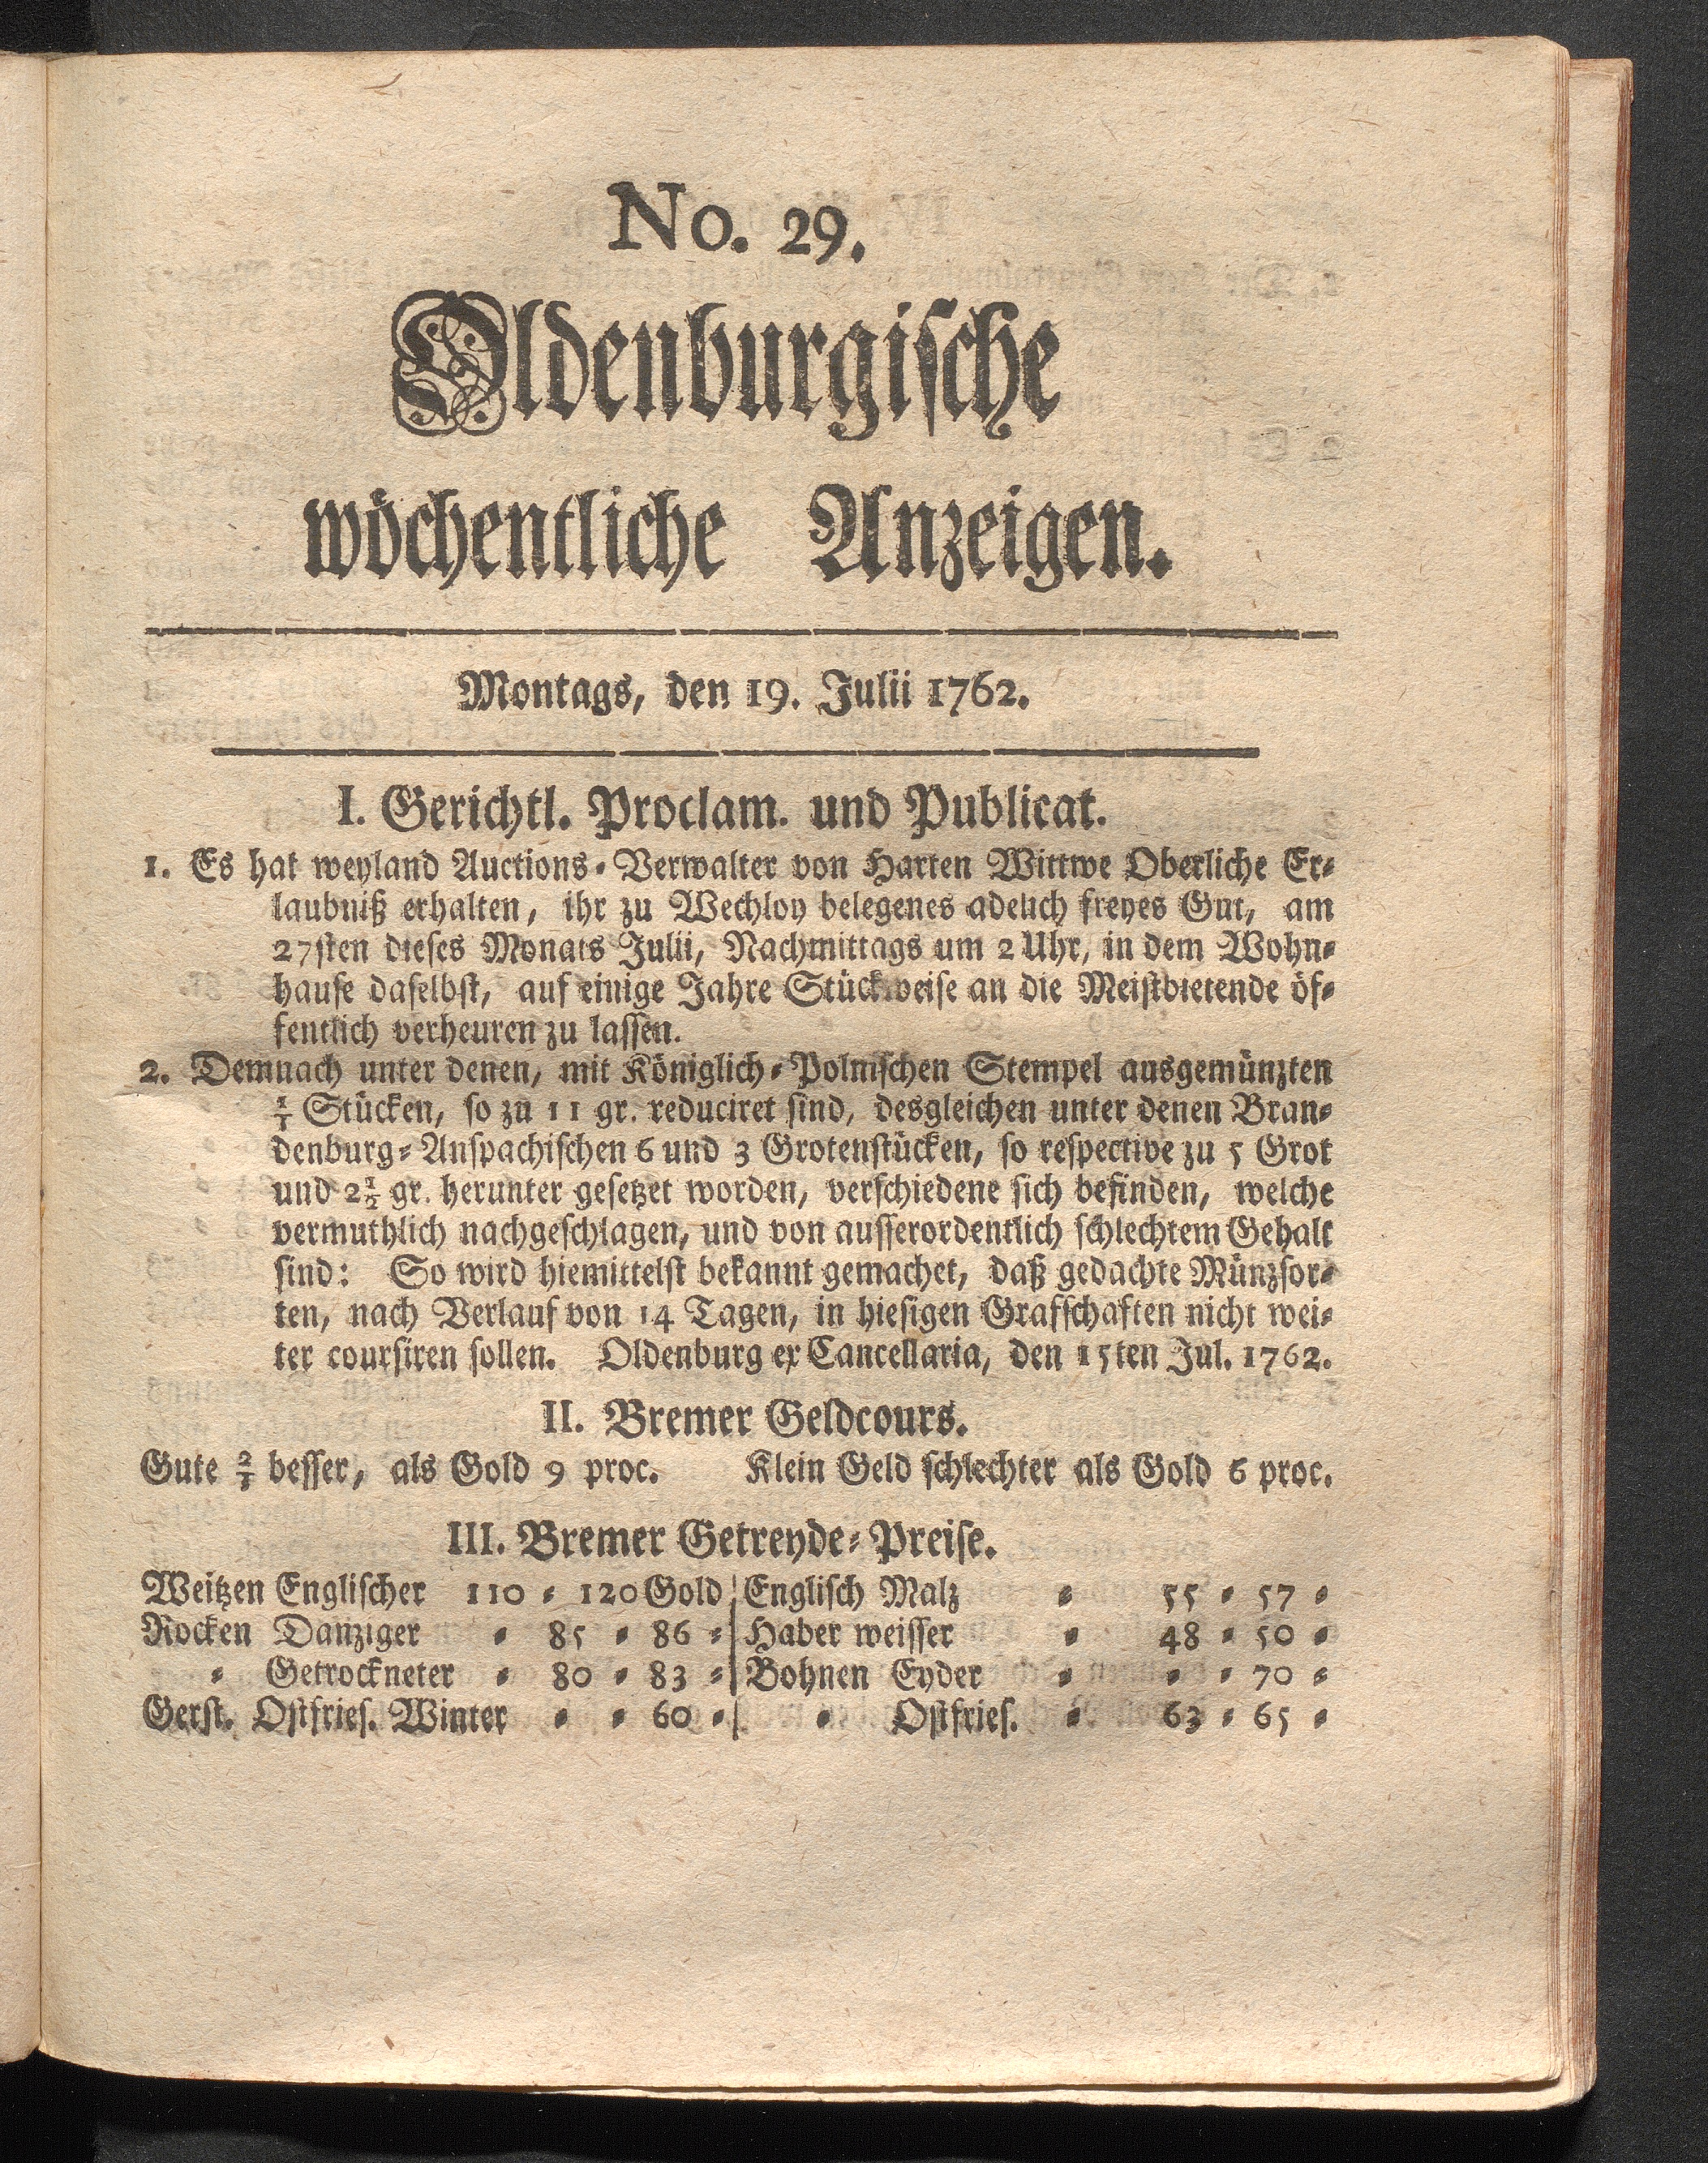 No. 29.
Oldenburgische
wöchentliche Anzeigen.
Montags, den 19. Julii 1762.
I. Gerichtl. Proclam. und Publicat.
1. Es hat weyland Auctions-Verwalter von Harten Wittwe Oberliche Er-
laubniß erhalten, ihr zu Wechloy belegenes adelich freyes Gut, am
27sten dieses Monats Julii, Nachmittags um 2 Uhr, in dem Wohn-
hause daselbst, auf einige Jahre Stückweise an die Meistbietende öf-
fentlich verheuren zu lassen.
2. Demnach unter denen, mit Königlich-Polnischen Stempel ausgemünzten
Stücken, so zu 11 gr. reduciret sind, desgleichen unter denen Bran-
denburg-Anspachischen 6 und 3 Grotenstücken, so respective zu 5 Grot
und 2½ gr. herunter gesetzet worden, verschiedene sich befinden, welche
vermuthlich nachgeschlagen, und von ausserordentlich schlechtem Gehalt
sind: So wird hiemittelst bekannt gemachet, daß gedachte Münzsor-
ten, nach Verlauf von 14 Tagen, in hiesigen Grafschaften nicht wei-
ter coursiren sollen. Oldenburg ex Cancellaria, den 15ten Jul. 1762.
II. Bremer Geldcours.
Gute 2/3 besser, als Gold 9 proc. Klein Geld schlechter als Gold 6 proc.
III. Bremer Getreyde-Preise.
Weitzen Englischer 110 - 120 Gold Englisch Malz - 55 - 57 -
Rocken Danziger - 85 - 86 - Haber weisser - 48 - 50 -
- Getrockneter - 80 - 83 - Bohnen Eyder - - - 70 -
Gerst. Ostfries. Winter - - 60 - - Ostfries. - 63 - 65 -